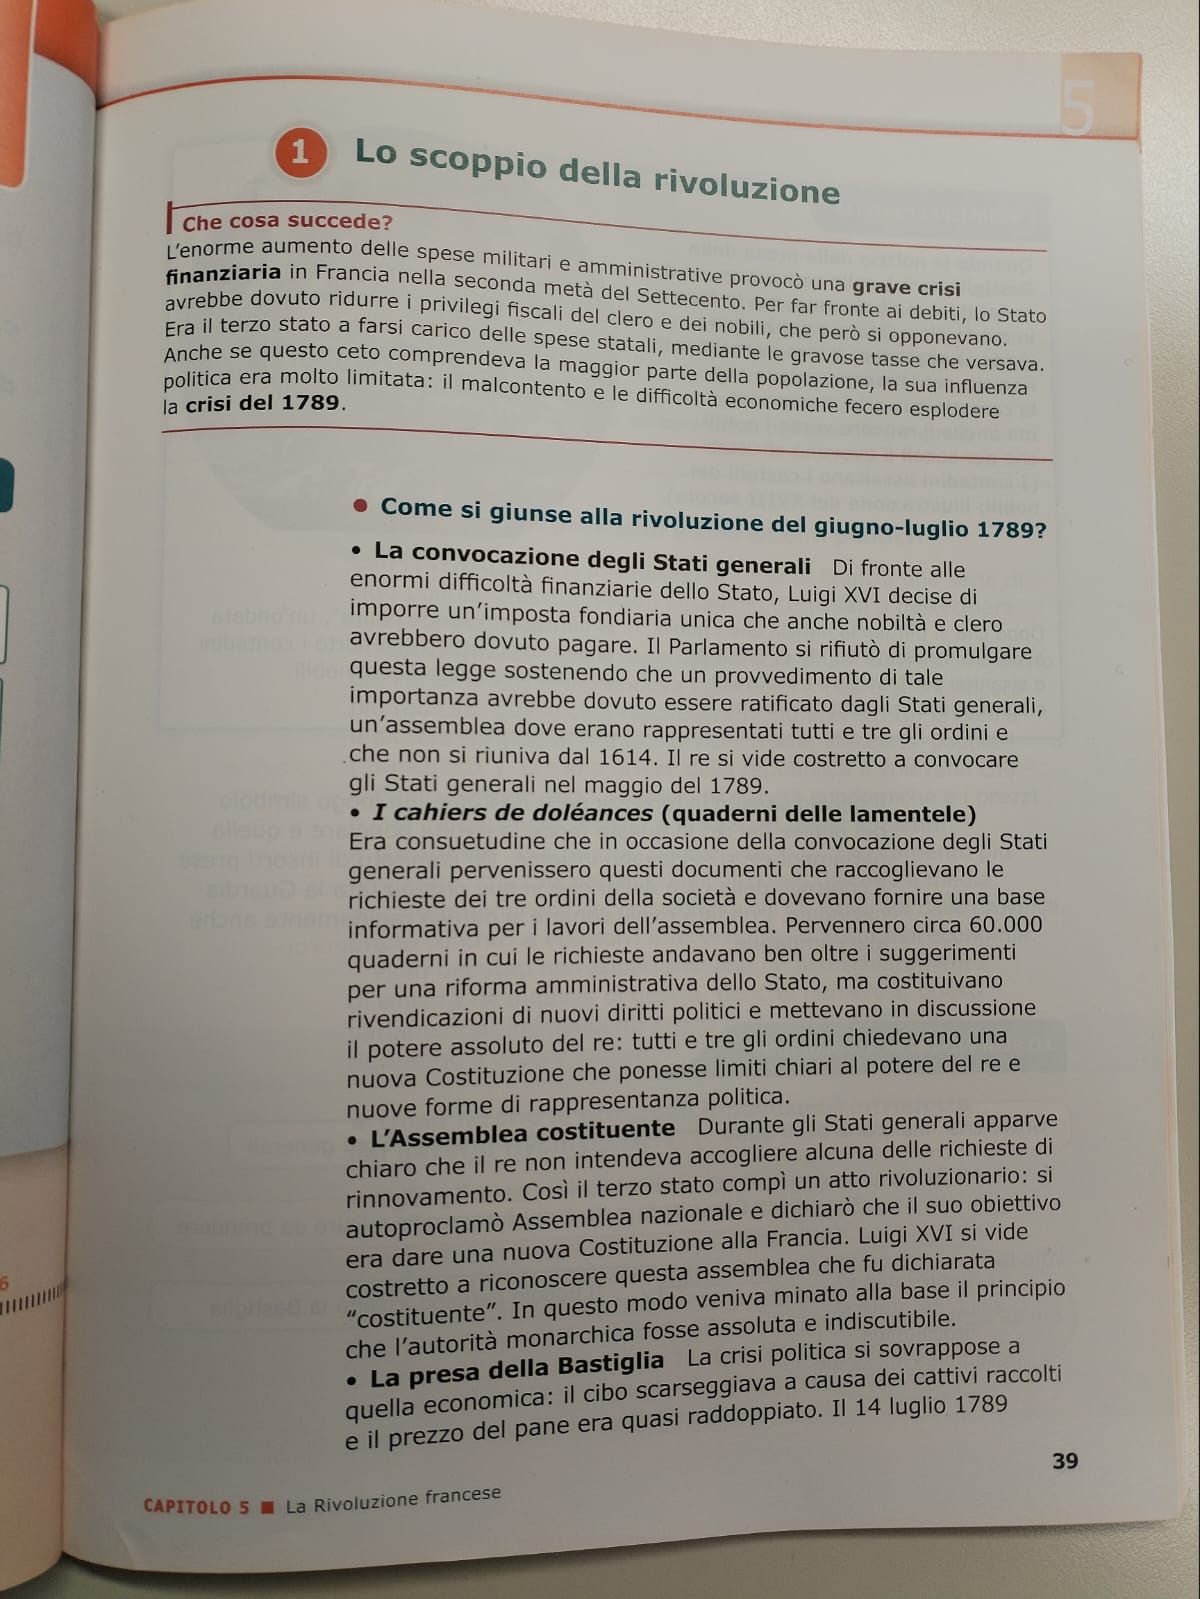 5
1 Lo scoppio della rivoluzione
Che cosa succede?
L'enorme aumento delle spese militari e amministrative provocò una grave crisi
finanziaria in Francia nella seconda metà del Settecento. Per far fronte ai debiti, lo Stato
avrebbe dovuto ridurre i privilegi fiscali del clero e dei nobili, che però si opponevano.
Era il terzo stato a farsi carico delle spese statali, mediante le gravose tasse che versava.
Anche se questo ceto comprendeva la maggior parte della popolazione, la sua influenza
politica era molto limitata: il malcontento e le difficoltà economiche fecero esplodere
la crisi del 1789.
● Come si giunse alla rivoluzione del giugno-luglio 1789?
• La convocazione degli Stati generali Di fronte alle
enormi difficoltà finanziarie dello Stato, Luigi XVI decise di
imporre un'imposta fondiaria unica che anche nobiltà e clero
avrebbero dovuto pagare. Il Parlamento si rifiutò di promulgare
questa legge sostenendo che un provvedimento di tale
importanza avrebbe dovuto essere ratificato dagli Stati generali,
un'assemblea dove erano rappresentati tutti e tre gli ordini e
che non si riuniva dal 1614. Il re si vide costretto a convocare
gli Stati generali nel maggio del 1789.
• I cahiers de doléances (quaderni delle lamentele)
Era consuetudine che in occasione della convocazione degli Stati
generali pervenissero questi documenti che raccoglievano le
richieste dei tre ordini della società e dovevano fornire una base
informativa per i lavori dell'assemblea. Pervennero circa 60.000
quaderni in cui le richieste andavano ben oltre i suggerimenti
per una riforma amministrativa dello Stato, ma costituivano
rivendicazioni di nuovi diritti politici e mettevano in discussione
il potere assoluto del re: tutti e tre gli ordini chiedevano una
nuova Costituzione che ponesse limiti chiari al potere del re e
nuove forme di rappresentanza politica.
• L'Assemblea costituente Durante gli Stati generali apparve
chiaro che il re non intendeva accogliere alcuna delle richieste di
rinnovamento. Così il terzo stato compì un atto rivoluzionario: si
autoproclamò Assemblea nazionale e dichiarò che il suo obiettivo
era dare una nuova Costituzione alla Francia. Luigi XVI si vide
costretto a riconoscere questa assemblea che fu dichiarata
"costituente". In questo modo veniva minato alla base il principio
che l'autorità monarchica fosse assoluta e indiscutibile.
• La presa della Bastiglia La crisi politica si sovrappose a
quella economica: il cibo scarseggiava a causa dei cattivi raccolti
e il prezzo del pane era quasi raddoppiato. Il 14 luglio 1789
39
CAPITOLO 5 ■ La Rivoluzione francese
6